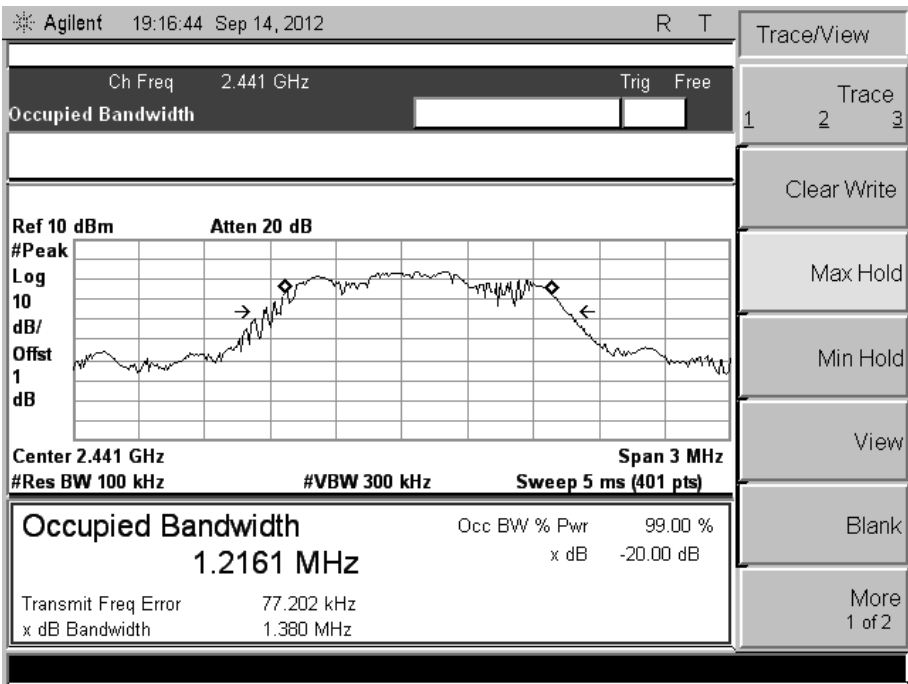 Agilent 19:16:44 Sep 14, 2012 R T
Trace/View
Ch Freq 2.441 GHz Trig Free
Occupied Bandwidth
Trace
1 2 3
Clear Write
Ref 10 dBm Atten 20 dB
#Peak
Log
10
dB/
Offst
1
dB
Max Hold
Min Hold
Center 2.441 GHz Span 3 MHz
#Res BW 100 kHz #VBW 300 kHz Sweep 5 ms (401 pts)
View
Occupied Bandwidth Occ BW % Pwr 99.00 %
1.2161 MHz x dB -20.00 dB
Blank
Transmit Freq Error 77.202 kHz
x dB Bandwidth 1.380 MHz
More
1 of 2